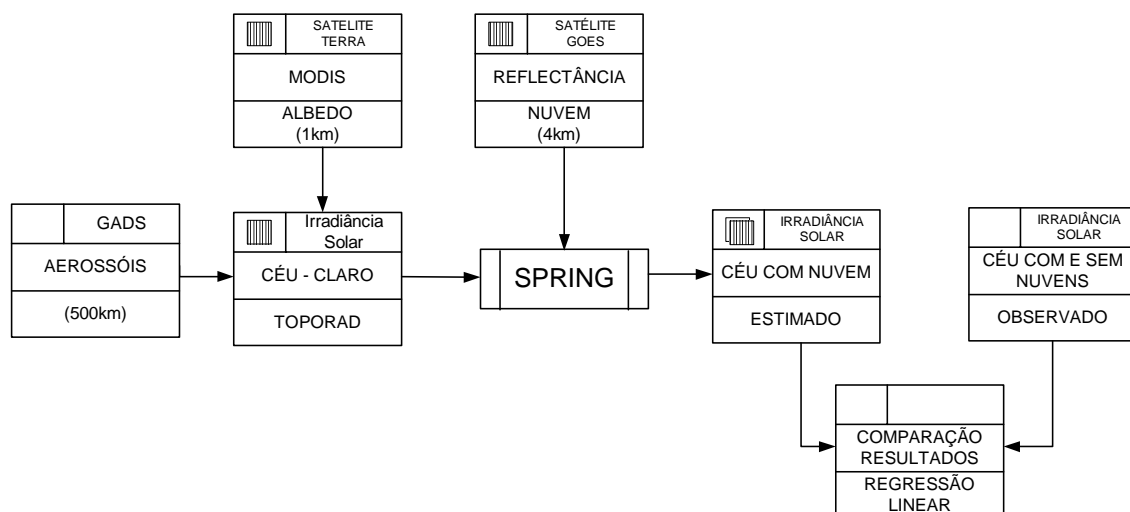 SATELITE
TERRA
MODIS
ALBEDO
(1km)
SATÉLITE
GOES
REFLECTÂNCIA
NUVEM
(4km)
GADS
AEROSSÓIS
(500km)
Irradiância
Solar
CÉU - CLARO
TOPORAD
SPRING
IRRADIÂNCIA
SOLAR
CÉU COM NUVEM
ESTIMADO
IRRADIÂNCIA
SOLAR
CÉU COM E SEM
NUVENS
OBSERVADO
COMPARAÇÃO
RESULTADOS
REGRESSÃO
LINEAR